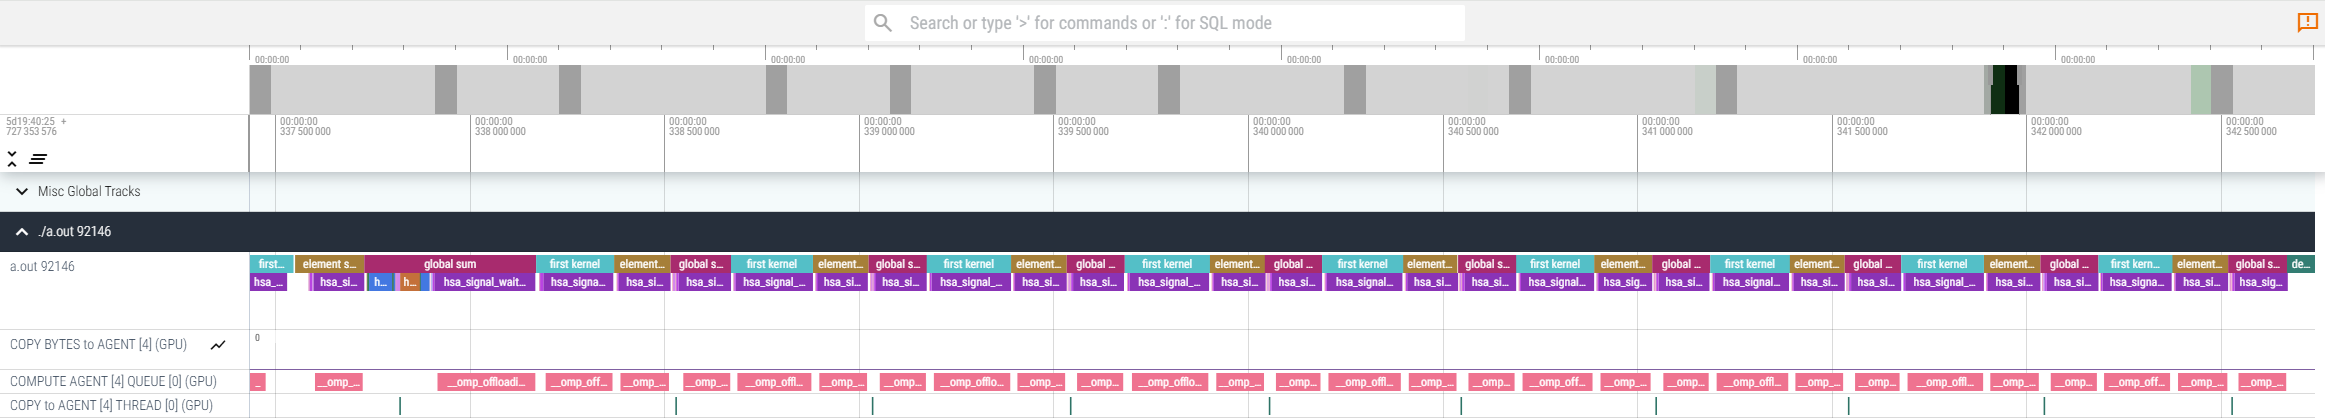 Search or type '>' for commands or ':' for SQL mode
00:00:00 00:00:00 00:00:00 00:00:00 00:00:00 00:00:00 00:00:00 00:00:00
5d19:40:25 +
727 353 576
00:00:00 00:00:00 00:00:00 00:00:00 00:00:00 00:00:00 00:00:00 00:00:00 00:00:00 00:00:00 00:00:00
337 500 000 338 000 000 338 500 000 339 000 000 339 500 000 340 000 000 340 500 000 341 000 000 341 500 000 342 000 000 342 500 000
Misc Global Tracks
./a.out 92146
a.out 92146
first... element s... global sum first kernel element... global s... first kernel element... global s... first kernel element... global ... first kernel element... global ... first kernel element... global s... first kernel element... global ... first kernel element... global ... first kernel element... global ... first kern... element... global s... de...
hsa_... hsa_si... h... h... hsa_signal_wait... hsa_signa... hsa_si... hsa_si... hsa_signal_... hsa_si... hsa_si... hsa_signal_... hsa_si... hsa_si... hsa_signal_... hsa_si... hsa_si... hsa_signal... hsa_si... hsa_si... hsa_signa... hsa_sig... hsa_si... hsa_signal... hsa_si... hsa_si... hsa_signal_... hsa_si... hsa_si... hsa_signa... hsa_si... hsa_sig...
COPY BYTES to AGENT [4] (GPU)
0
COMPUTE AGENT [4] QUEUE [0] (GPU)
_ __omp_... __omp_offloadi... __omp_off... __omp_... __omp_... __omp_offl... __omp_... __omp... __omp_offlo... __omp_... __omp... __omp_offlo... __omp_... __omp... __omp_offl... __omp_... __omp... __omp_off... __omp_... __omp... __omp_offl... __omp_... __omp... __omp_offl... __omp_... __omp... __omp_off... __omp_... __omp_...
COPY to AGENT [4] THREAD [0] (GPU)